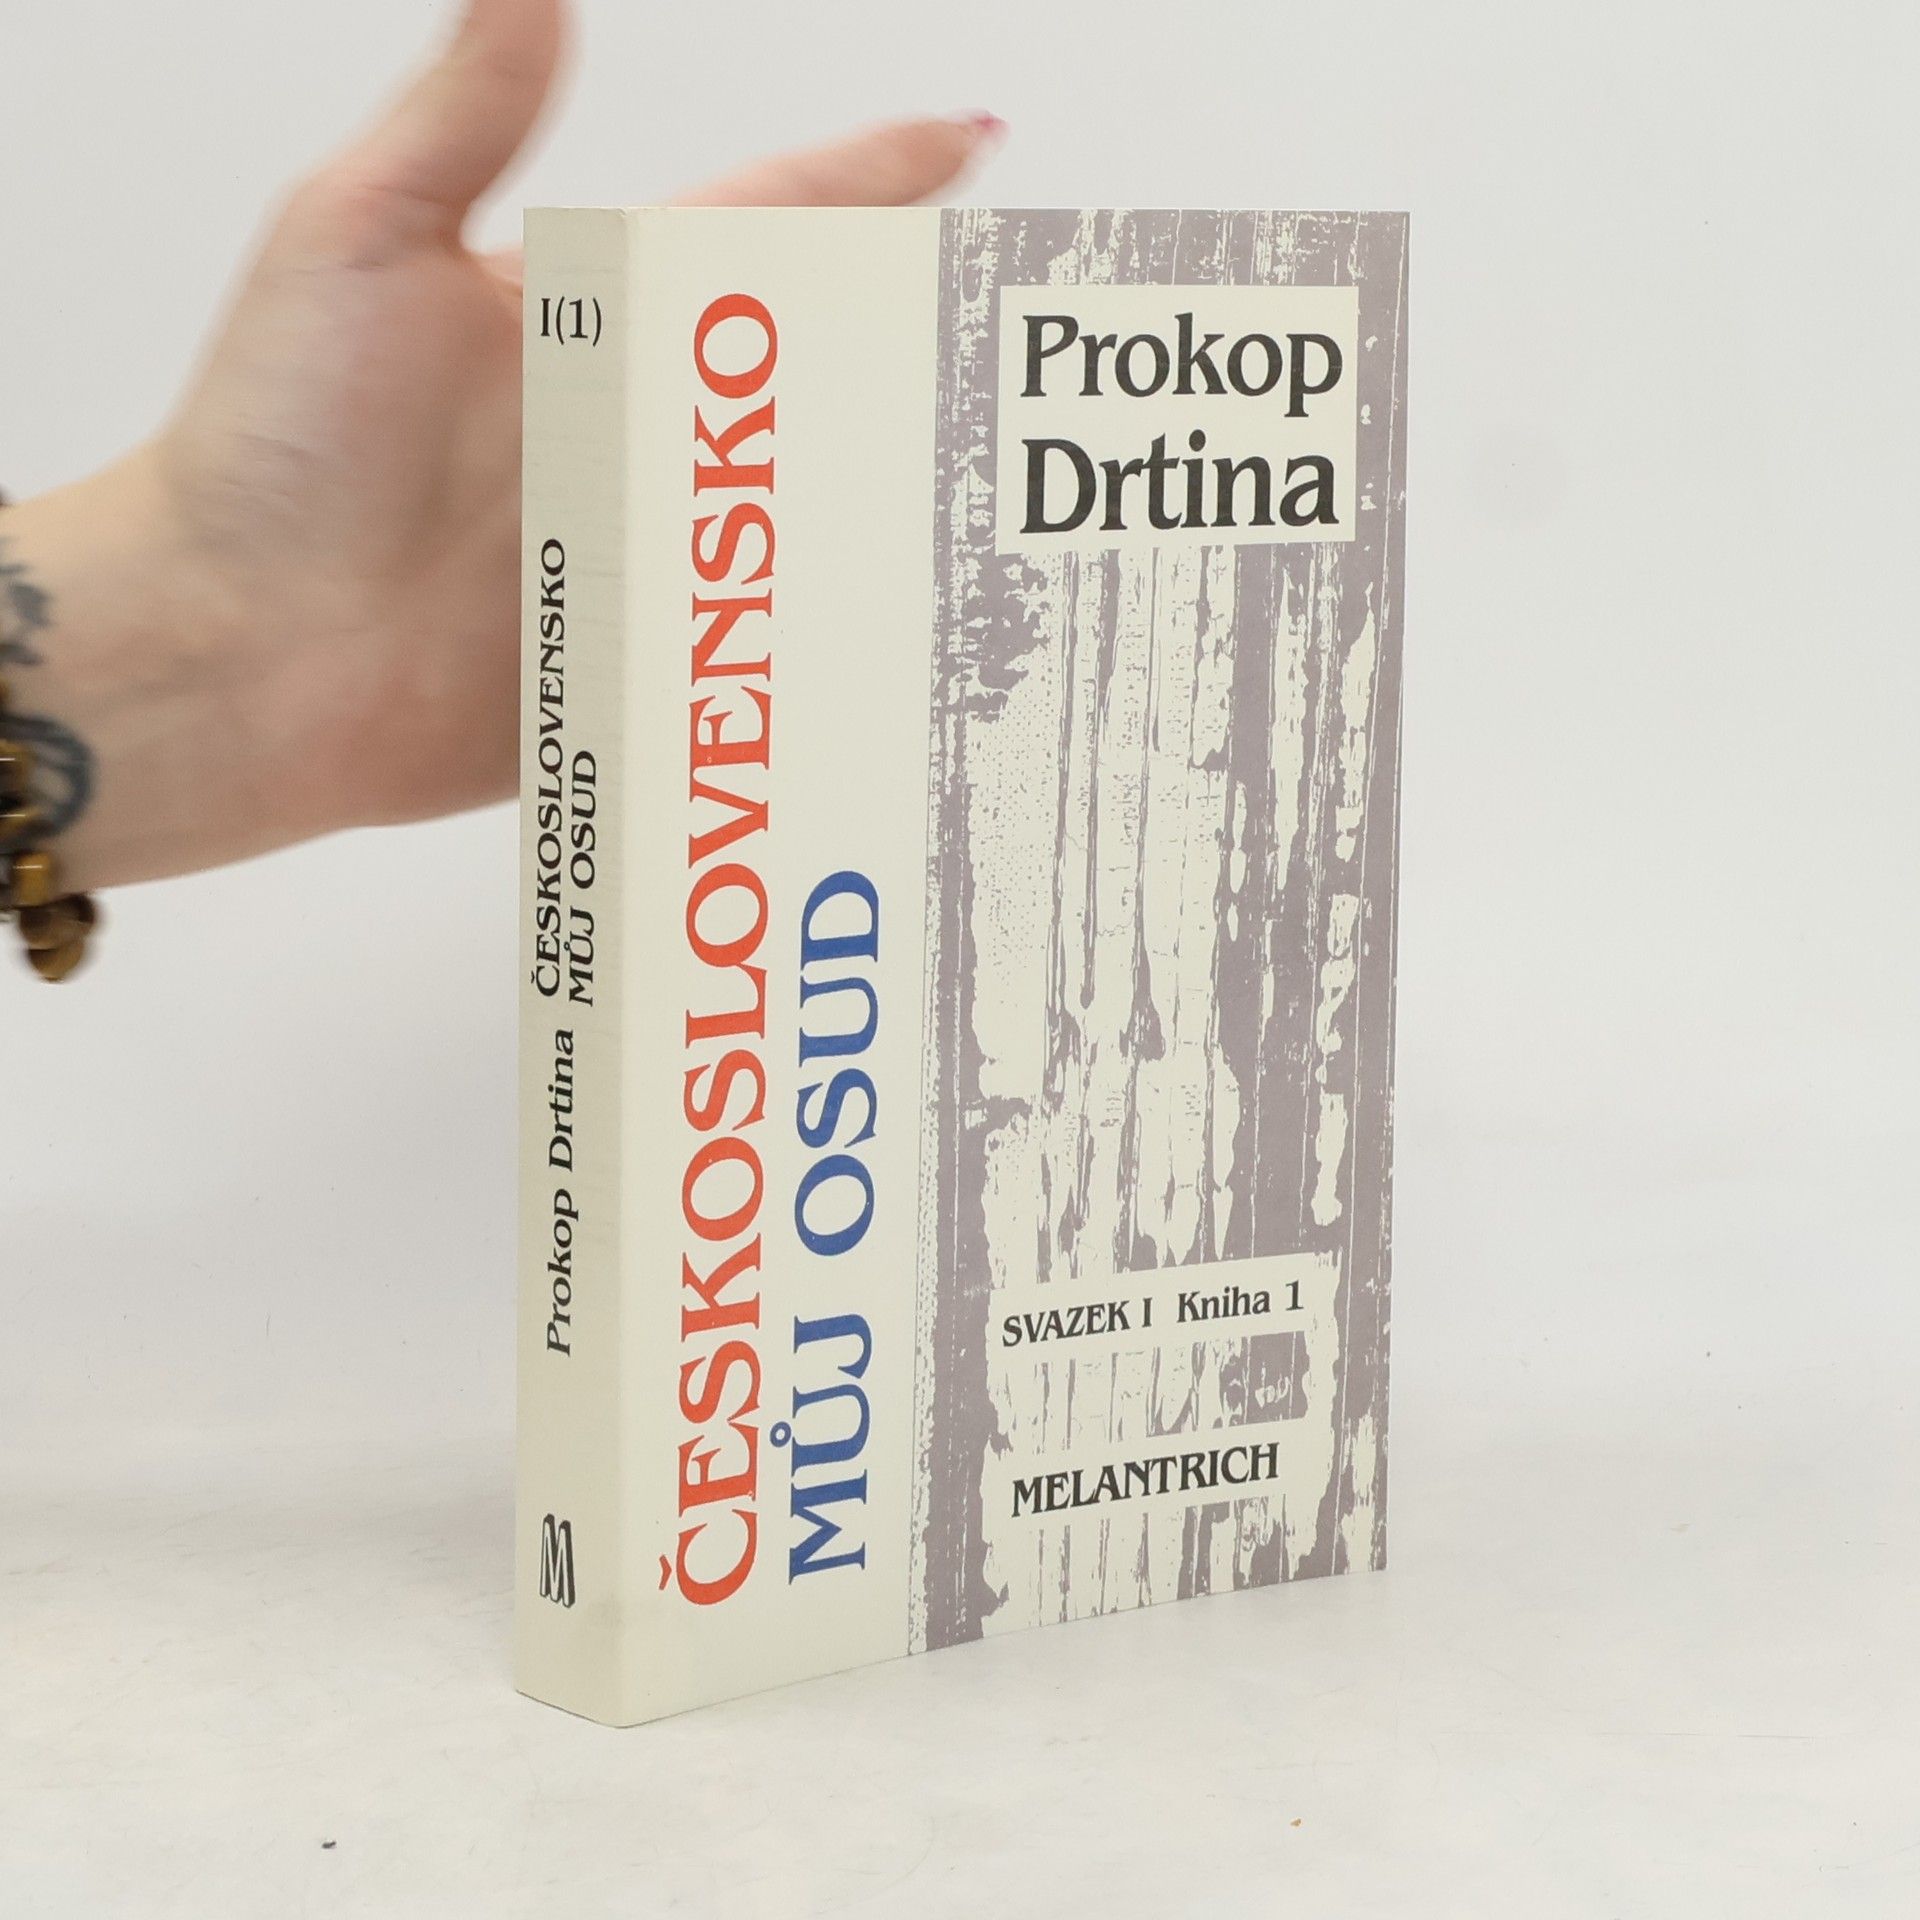 I(1)
Prokop Drtina ČESKOSLOVENSKO
MŮJ OSUD
M
ČESKOSLOVENSKO
MŮJ OSUD
Prokop
Drtina
SVAZEK I Kniha 1
MELANTRICH